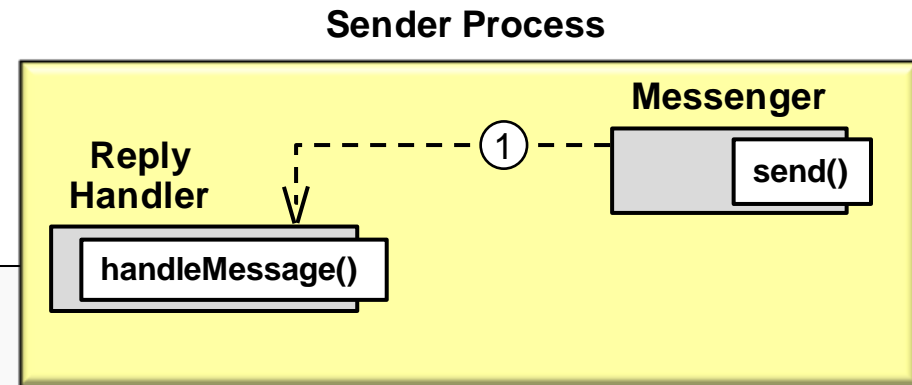 Sender Process
Messenger
send()
1
Reply
Handler
handleMessage()